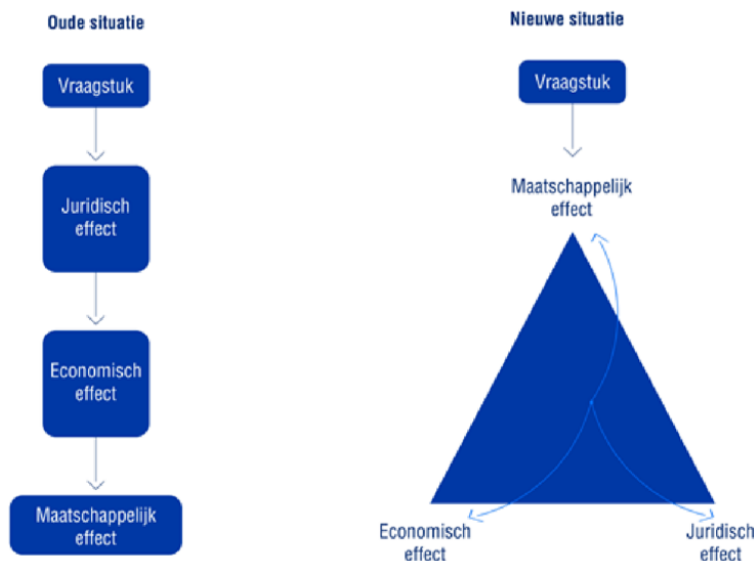 Oude situatie
Vraagstuk
Juridisch
effect
Economisch
effect
Maatschappelijk
effect
Nieuwe situatie
Vraagstuk
Maatschappelijk
effect
Economisch
effect
Juridisch
effect